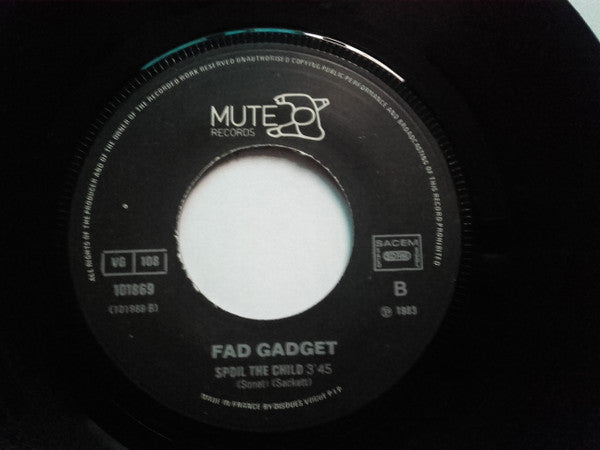 ALL RIGHTS OF THE PRODUCER AND OF THE OWNER OF THE RECORDED WORK RESERVED UNAUTHORISED COPYING PUBLIC PERFORMANCE AND BROADCASTING OF THIS RECORD PROHIBITED
MUTE
RECORDS
VG 108
SACEM
101869
B
(101988 B)
℗ 1983
FAD GADGET
SPOIL THE CHILD 3'45
(Sonet) (Sackett)
MADE IN FRANCE BY DISQUES VOGUE P.I.P